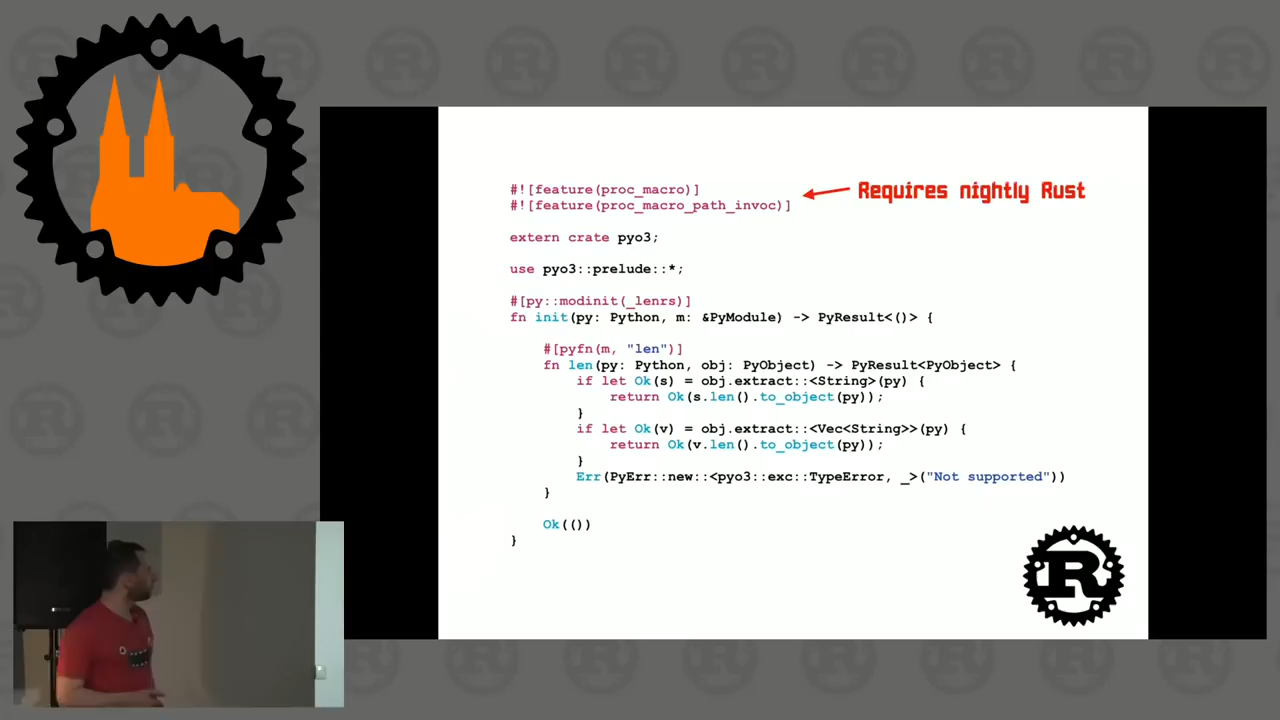 #![feature(proc_macro)]
#![feature(proc_macro_path_invoc)]
Requires nightly Rust
extern crate pyo3;
use pyo3::prelude::*;
#[py::modinit(_lenrs)]
fn init(py: Python, m: &PyModule) -> PyResult<()> {
#[pyfn(m, "len")]
fn len(py: Python, obj: PyObject) -> PyResult<PyObject> {
if let Ok(s) = obj.extract::<String>(py) {
return Ok(s.len().to_object(py));
}
if let Ok(v) = obj.extract::<Vec<String>>(py) {
return Ok(v.len().to_object(py));
}
Err(PyErr::new::<pyo3::exc::TypeError, _>("Not supported"))
}
Ok(())
}
R